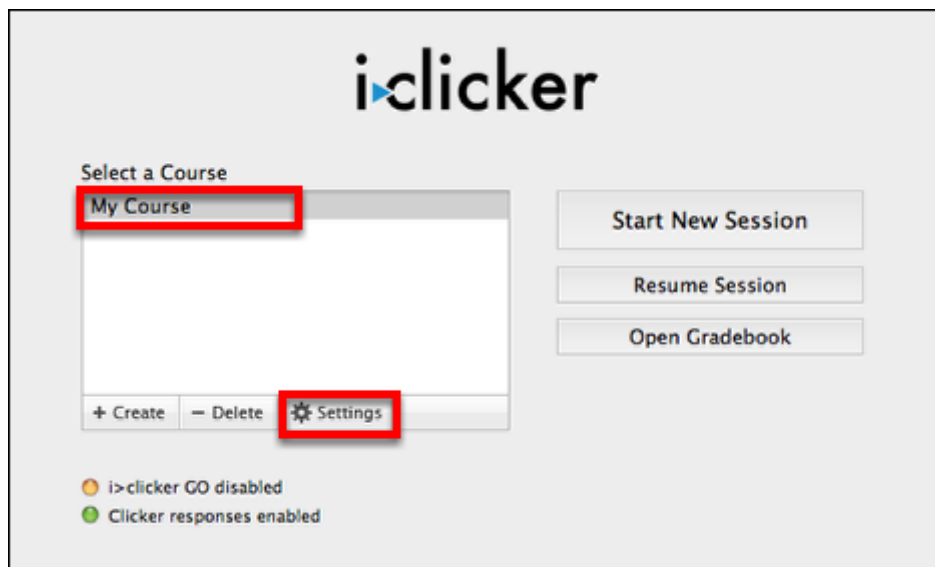 i>clicker
Select a Course
My Course
Start New Session
Resume Session
Open Gradebook
+ Create
− Delete
Settings
i>clicker GO disabled
Clicker responses enabled